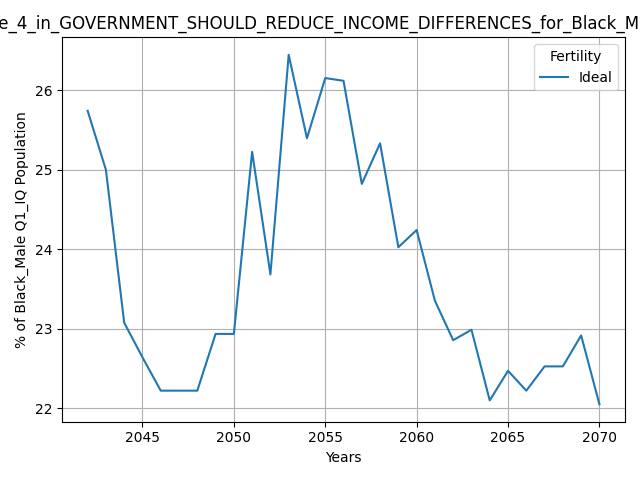 e_4_in_GOVERNMENT_SHOULD_REDUCE_INCOME_DIFFERENCES_for_Black_M
Fertility
Ideal
% of Black_Male Q1_IQ Population
26
25
24
23
22
2045 2050 2055 2060 2065 2070
Years